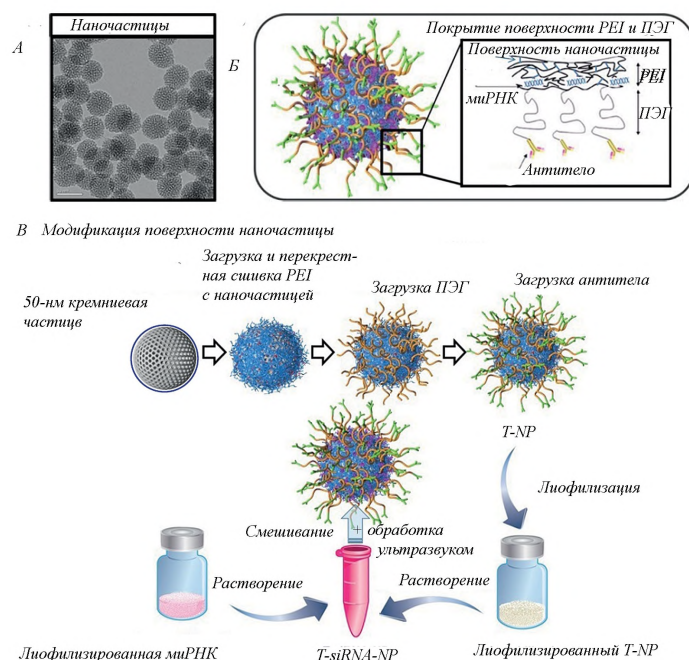 Наночастицы
А
Б
Покрытие поверхности PEI и ПЭГ
Поверхность наночастицы
PEI
PEI
миРНК
ПЭГ
Антитело
В Модификация поверхности наночастицы
Загрузка и перекрест-
ная сшивка PEI
с наночастицей
Загрузка ПЭГ
Загрузка антитела
50-нм кремниевая
частицв
T-NP
Лиофилизация
Смешивание + обработка
ультразвуком
Растворение
Растворение
Лиофилизированная миРНК
T-siRNA-NP
Лиофилизированный T-NP